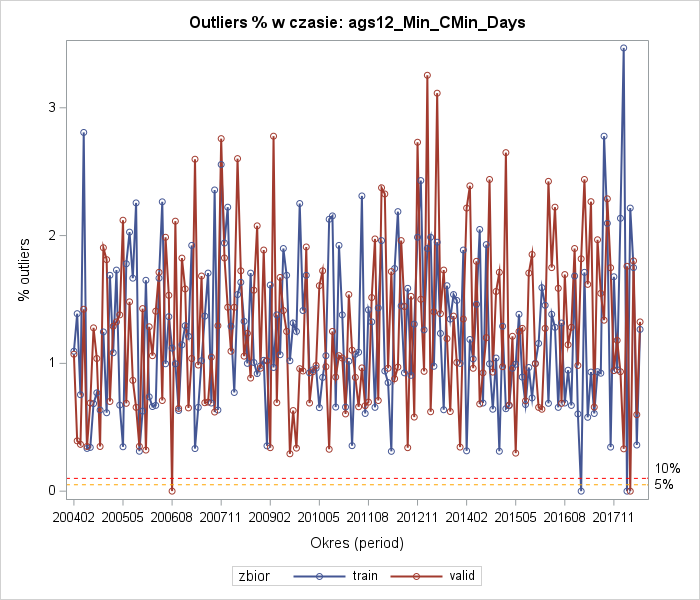 Outliers % w czasie: ags12_Min_CMin_Days
% outliers
3
2
1
0
10%
5%
200402 200505 200608 200711 200902 201005 201108 201211 201402 201505 201608 201711
Okres (period)
zbior train valid